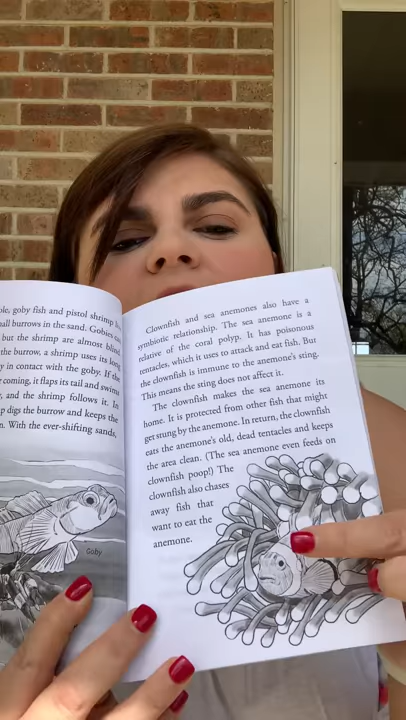 goby fish and pistol shrimp
burrows in the sand. Gobies
but the shrimp are almost blind.
the burrow, a shrimp uses its long
in contact with the goby. If the
coming, it flaps its tail and swims
and the shrimp follows it. In
digs the burrow and keeps the
With the ever-shifting sands,
Goby
Clownfish and sea anemones also have a
symbiotic relationship. The sea anemone is a
relative of the coral polyp. It has poisonous
tentacles, which it uses to attack and eat fish. But
the clownfish is immune to the anemone's sting.
This means the sting does not affect it.
The clownfish makes the sea anemone its
home. It is protected from other fish that might
get stung by the anemone. In return, the clownfish
eats the anemone's old, dead tentacles and keeps
the area clean. (The sea anemone even feeds on
clownfish poop!) The
clownfish also chases
away fish that
want to eat the
anemone.